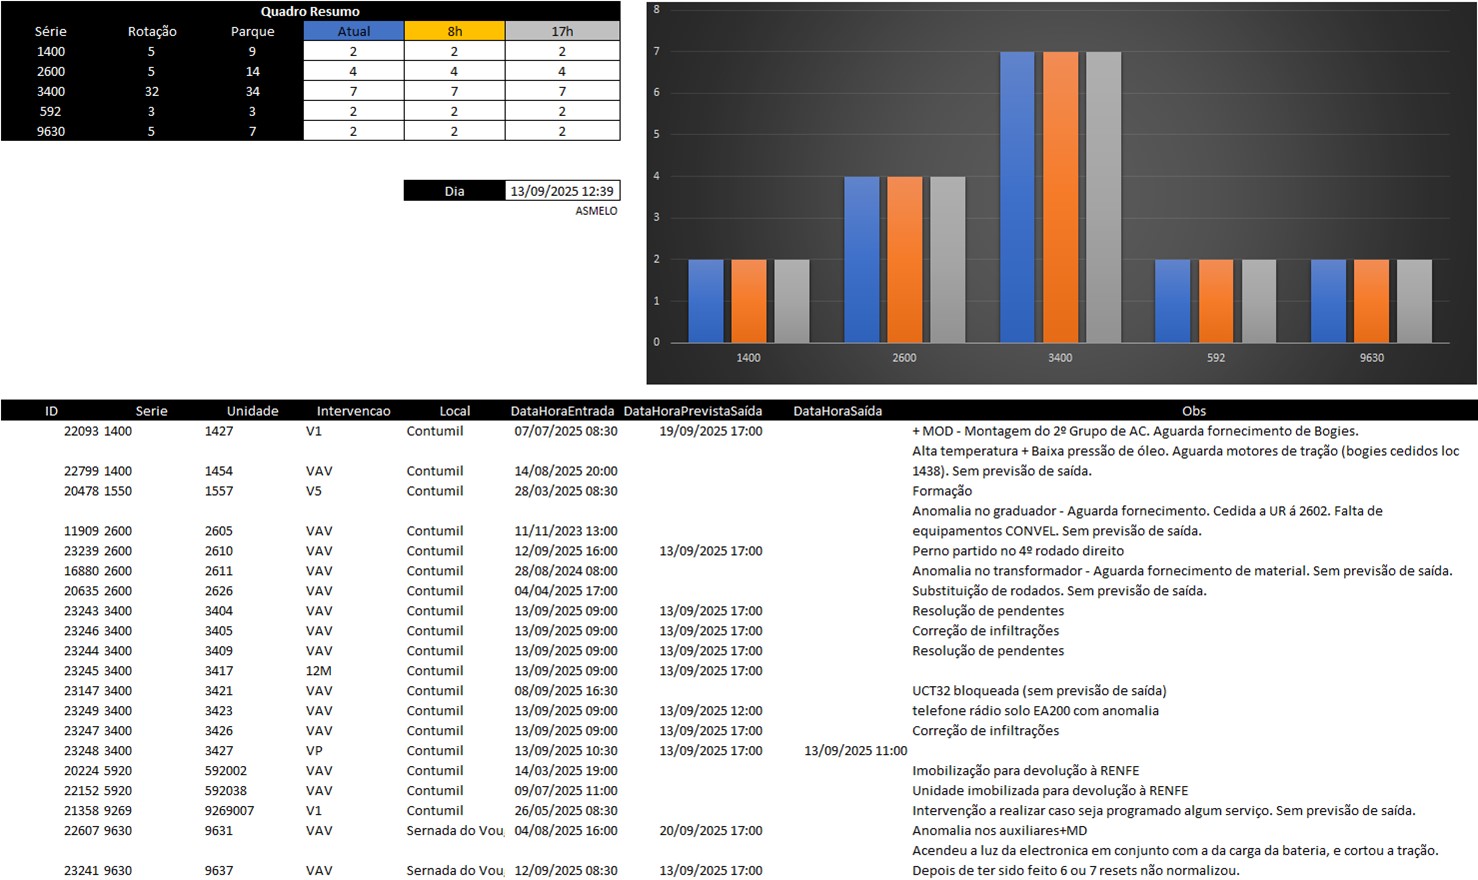 Quadro Resumo
Série Rotação Parque Atual 8h 17h
1400 5 9 2 2 2
2600 5 14 4 4 4
3400 32 34 7 7 7
592 3 3 2 2 2
9630 5 7 2 2 2
Dia 13/09/2025 12:39
ASMELO
8
7
6
5
4
3
2
1
0
1400 2600 3400 592 9630
ID Serie Unidade Intervencao Local DataHoraEntrada DataHoraPrevistaSaída DataHoraSaída Obs
22093 1400 1427 V1 Contumil 07/07/2025 08:30 19/09/2025 17:00 + MOD - Montagem do 2º Grupo de AC. Aguarda fornecimento de Bogies.
Alta temperatura + Baixa pressão de óleo. Aguarda motores de tração (bogies cedidos loc
22799 1400 1454 VAV Contumil 14/08/2025 20:00 1438). Sem previsão de saída.
20478 1550 1557 V5 Contumil 28/03/2025 08:30 Formação
Anomalia no graduador - Aguarda fornecimento. Cedida a UR á 2602. Falta de
11909 2600 2605 VAV Contumil 11/11/2023 13:00 equipamentos CONVEL. Sem previsão de saída.
23239 2600 2610 VAV Contumil 12/09/2025 16:00 13/09/2025 17:00 Perno partido no 4º rodado direito
16880 2600 2611 VAV Contumil 28/08/2024 08:00 Anomalia no transformador - Aguarda fornecimento de material. Sem previsão de saída.
20635 2600 2626 VAV Contumil 04/04/2025 17:00 Substituição de rodados. Sem previsão de saída.
23243 3400 3404 VAV Contumil 13/09/2025 09:00 13/09/2025 17:00 Resolução de pendentes
23246 3400 3405 VAV Contumil 13/09/2025 09:00 13/09/2025 17:00 Correção de infiltrações
23244 3400 3409 VAV Contumil 13/09/2025 09:00 13/09/2025 17:00 Resolução de pendentes
23245 3400 3417 12M Contumil 13/09/2025 09:00 13/09/2025 17:00
23147 3400 3421 VAV Contumil 08/09/2025 16:30 UCT32 bloqueada (sem previsão de saída)
23249 3400 3423 VAV Contumil 13/09/2025 09:00 13/09/2025 12:00 telefone rádio solo EA200 com anomalia
23247 3400 3426 VAV Contumil 13/09/2025 09:00 13/09/2025 17:00 Correção de infiltrações
23248 3400 3427 VP Contumil 13/09/2025 10:30 13/09/2025 17:00 13/09/2025 11:00
20224 5920 592002 VAV Contumil 14/03/2025 19:00 Imobilização para devolução à RENFE
22152 5920 592038 VAV Contumil 09/07/2025 11:00 Unidade imobilizada para devolução à RENFE
21358 9269 9269007 V1 Contumil 26/05/2025 08:30 Intervenção a realizar caso seja programado algum serviço. Sem previsão de saída.
22607 9630 9631 VAV Sernada do Vou 04/08/2025 16:00 20/09/2025 17:00 Anomalia nos auxiliares+MD
Acendeu a luz da electronica em conjunto com a da carga da bateria, e cortou a tração.
23241 9630 9637 VAV Sernada do Vou 12/09/2025 08:30 13/09/2025 17:00 Depois de ter sido feito 6 ou 7 resets não normalizou.